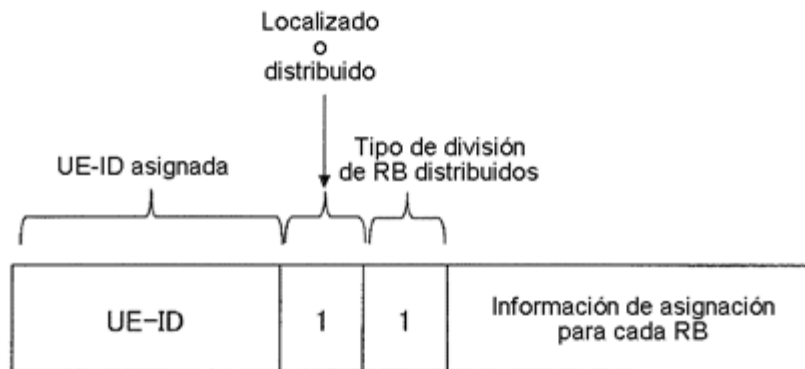 Localizado
o
distribuido
UE-ID asignada
Tipo de división
de RB distribuidos
UE-ID
1
1
Información de asignación
para cada RB